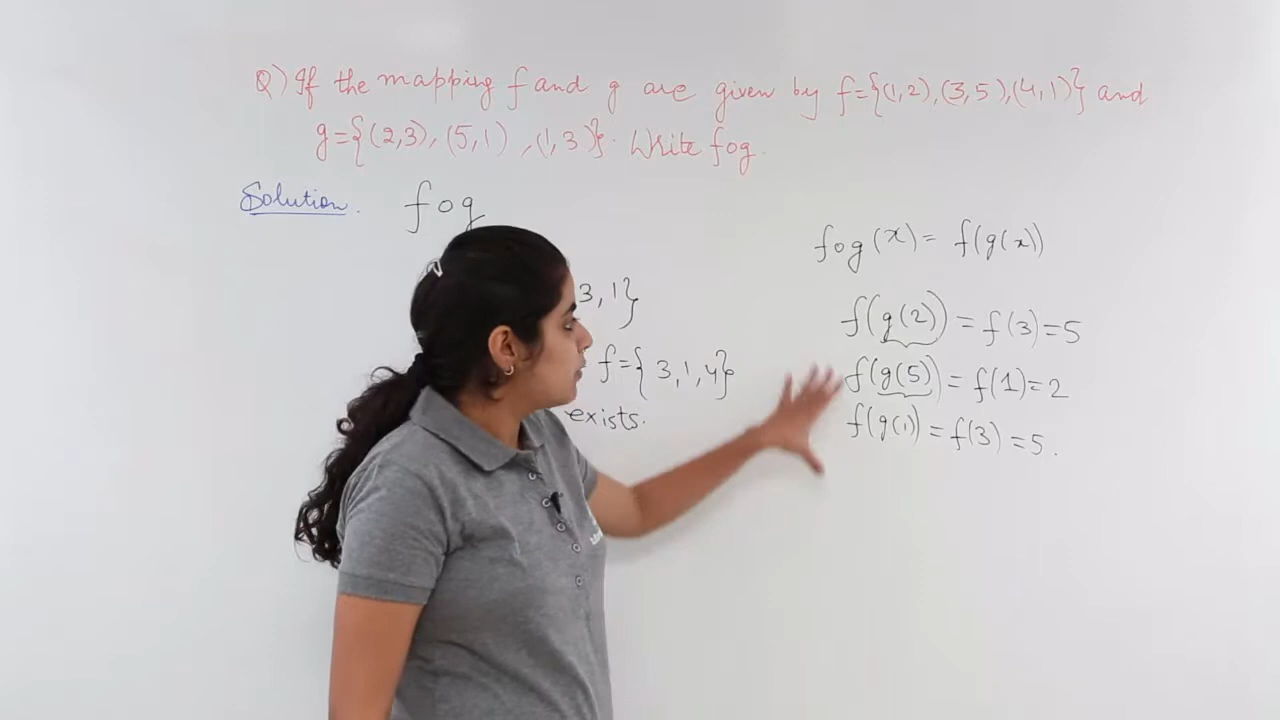 Q) If the mapping f and g are given by f={(1,2),(3,5),(4,1)} and
g={(2,3),(5,1),(1,3)}. Write fog.
Solution. fog
fog(x)= f(g(x))
3,1}
f(g(2)) = f(3)=5
f={3,1,4}
f(g(5)) = f(1)=2
exists.
f(g(1) = f(3) =5.